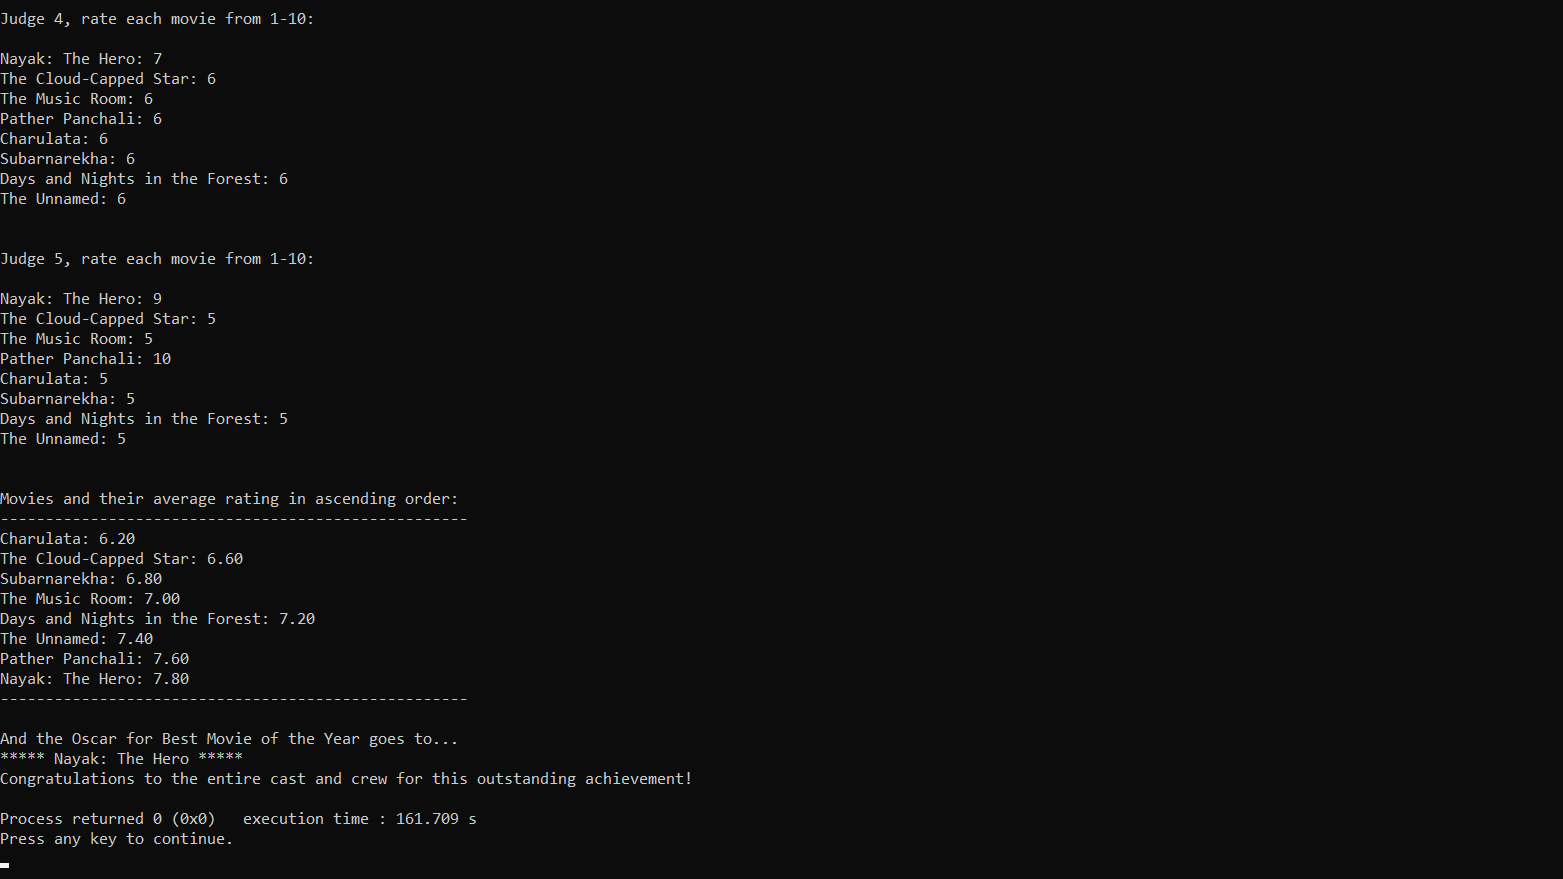 Judge 4, rate each movie from 1-10:
Nayak: The Hero: 7
The Cloud-Capped Star: 6
The Music Room: 6
Pather Panchali: 6
Charulata: 6
Subarnarekha: 6
Days and Nights in the Forest: 6
The Unnamed: 6
Judge 5, rate each movie from 1-10:
Nayak: The Hero: 9
The Cloud-Capped Star: 5
The Music Room: 5
Pather Panchali: 10
Charulata: 5
Subarnarekha: 5
Days and Nights in the Forest: 5
The Unnamed: 5
Movies and their average rating in ascending order:
----------------------------------------------------
Charulata: 6.20
The Cloud-Capped Star: 6.60
Subarnarekha: 6.80
The Music Room: 7.00
Days and Nights in the Forest: 7.20
The Unnamed: 7.40
Pather Panchali: 7.60
Nayak: The Hero: 7.80
----------------------------------------------------
And the Oscar for Best Movie of the Year goes to...
***** Nayak: The Hero *****
Congratulations to the entire cast and crew for this outstanding achievement!
Process returned 0 (0x0)   execution time : 161.709 s
Press any key to continue.